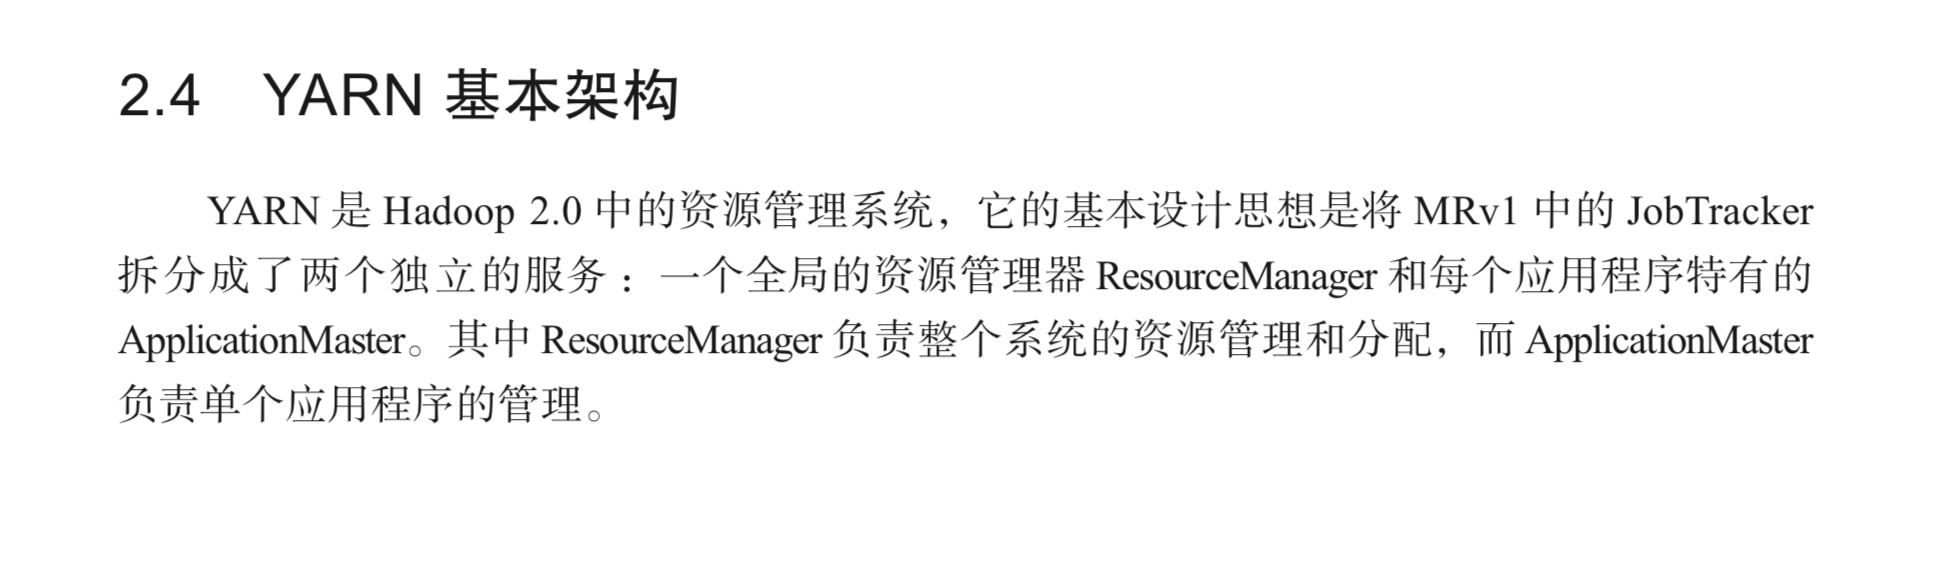 2.4 YARN 基本架构
YARN 是 Hadoop 2.0 中的资源管理系统，它的基本设计思想是将 MRv1 中的 JobTracker
拆分成了两个独立的服务：一个全局的资源管理器 ResourceManager 和每个应用程序特有的
ApplicationMaster。其中 ResourceManager 负责整个系统的资源管理和分配，而 ApplicationMaster
负责单个应用程序的管理。